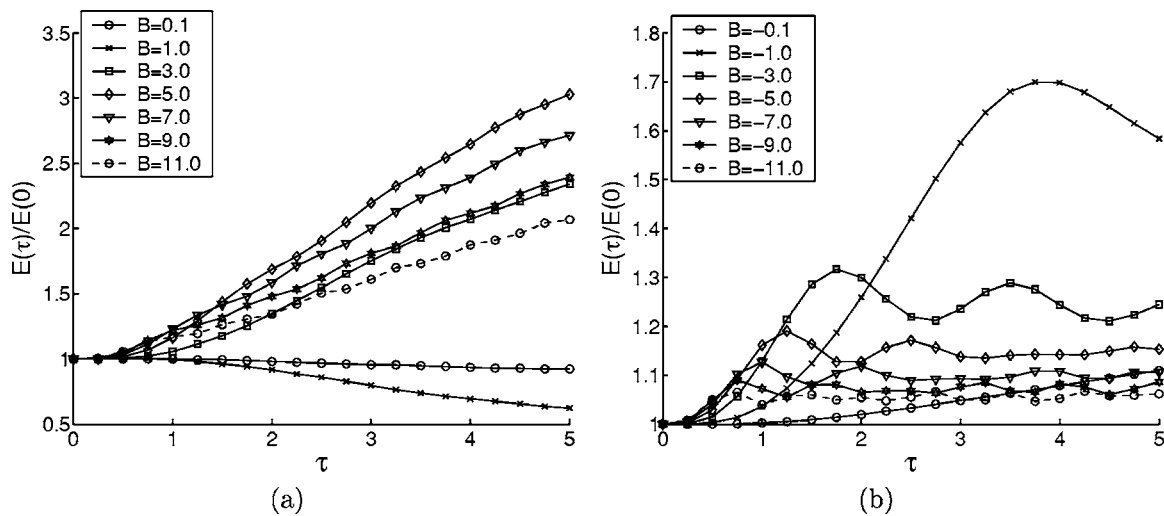 B=0.1
B=1.0
B=3.0
B=5.0
B=7.0
B=9.0
B=11.0
3.5
3
2.5
2
1.5
1
0.5
E(τ)/E(0)
0 1 2 3 4 5
τ
(a)
B=−0.1
B=−1.0
B=−3.0
B=−5.0
B=−7.0
B=−9.0
B=−11.0
1.8
1.7
1.6
1.5
1.4
1.3
1.2
1.1
1
E(τ)/E(0)
0 1 2 3 4 5
τ
(b)